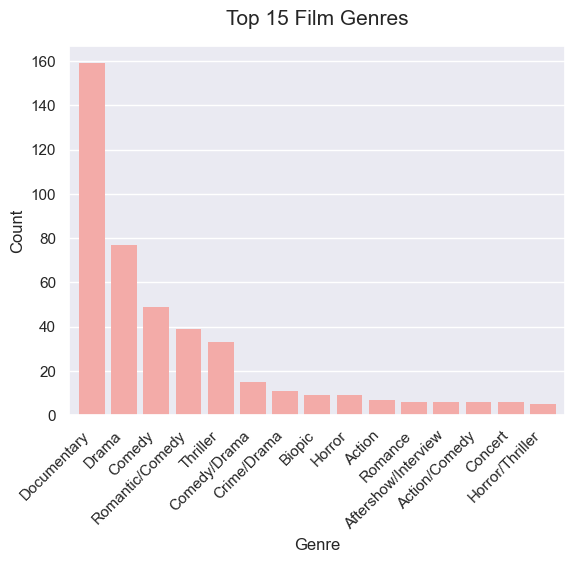 Top 15 Film Genres
160
140
120
100
80
60
40
20
0
Count
Documentary
Drama
Comedy
Romantic/Comedy
Thriller
Comedy/Drama
Crime/Drama
Biopic
Horror
Action
Romance
Aftershow/Interview
Action/Comedy
Concert
Horror/Thriller
Genre